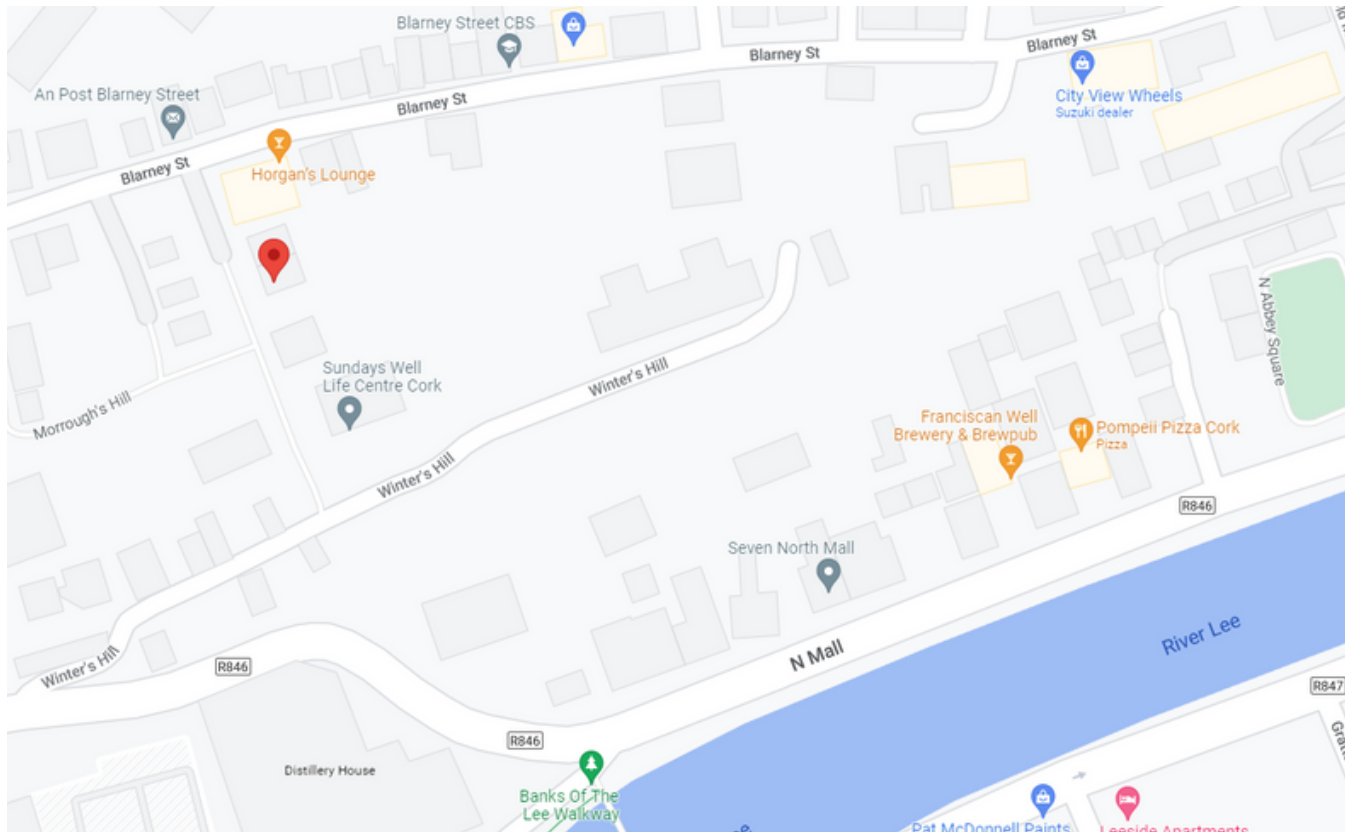 Blarney Street CBS
Blarney St
Blarney St
An Post Blarney Street
Blarney St
City View Wheels
Suzuki dealer
Blarney St
Horgan's Lounge
N Abbey Square
Sundays Well
Life Centre Cork
Winter's Hill
Morrough's Hill
Franciscan Well
Brewery & Brewpub
Pompeii Pizza Cork
Pizza
Winter's Hill
R846
Seven North Mall
River Lee
N Mall
Winter's Hill
R846
R847
R846
Distillery House
Banks Of The
Lee Walkway
Pat McDonnell Paints
Leeside Apartments